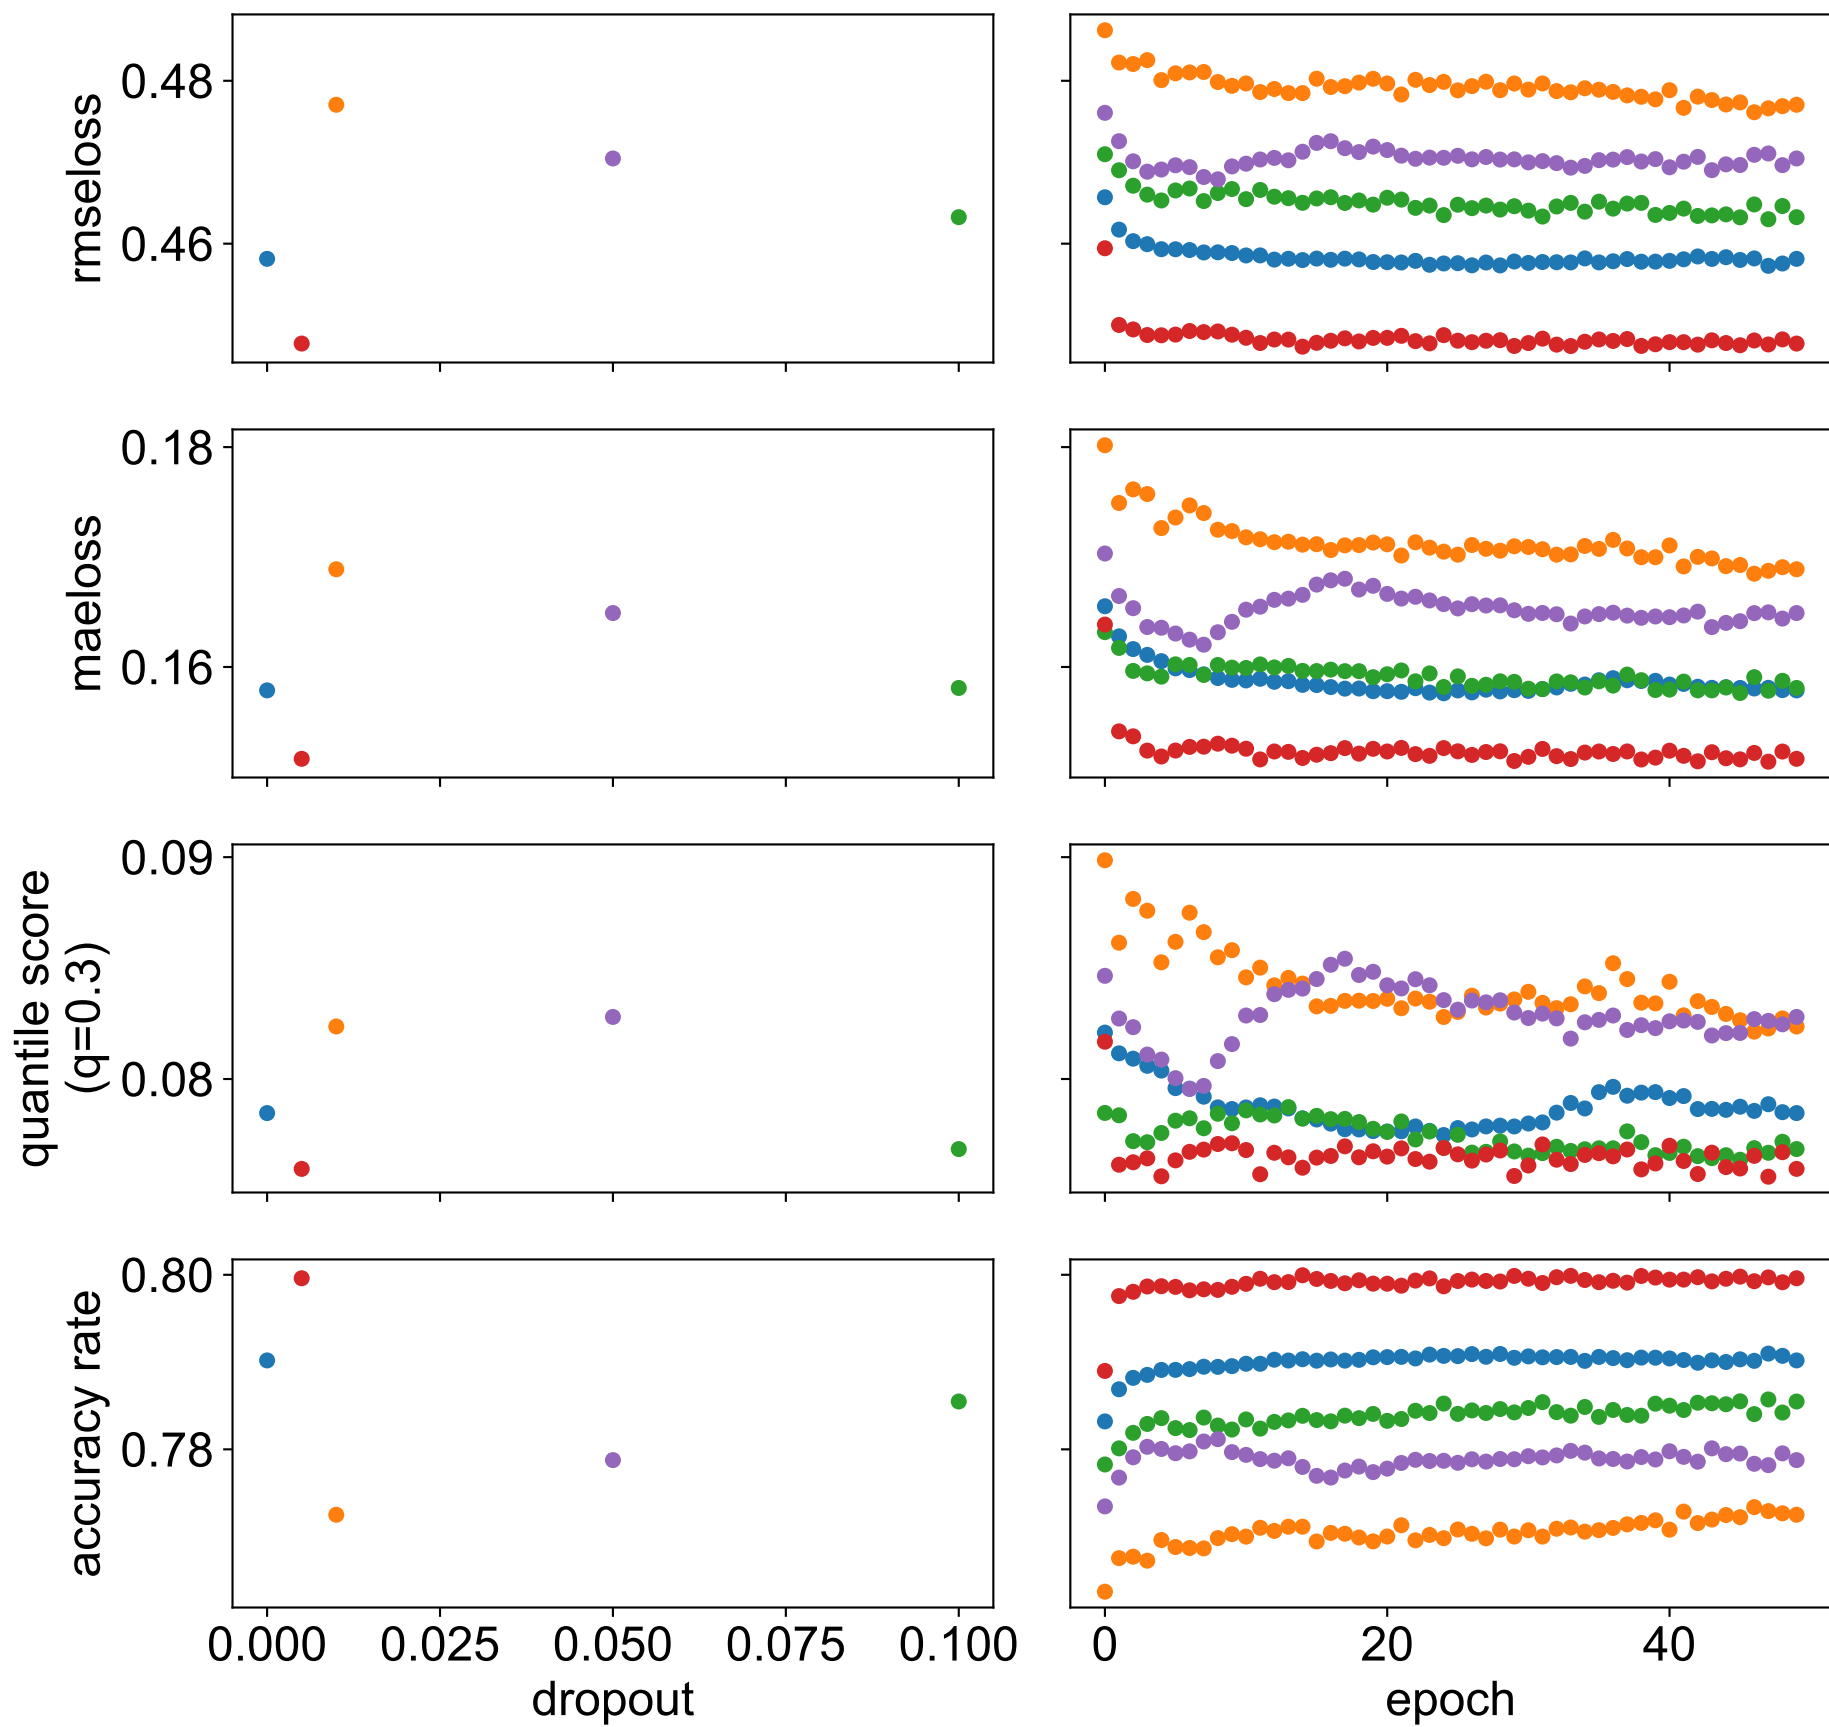 rmseloss
0.48
0.46
maeloss
0.18
0.16
quantile score
(q=0.3)
0.09
0.08
accuracy rate
0.80
0.78
0.000 0.025 0.050 0.075 0.100
dropout
0 20 40
epoch